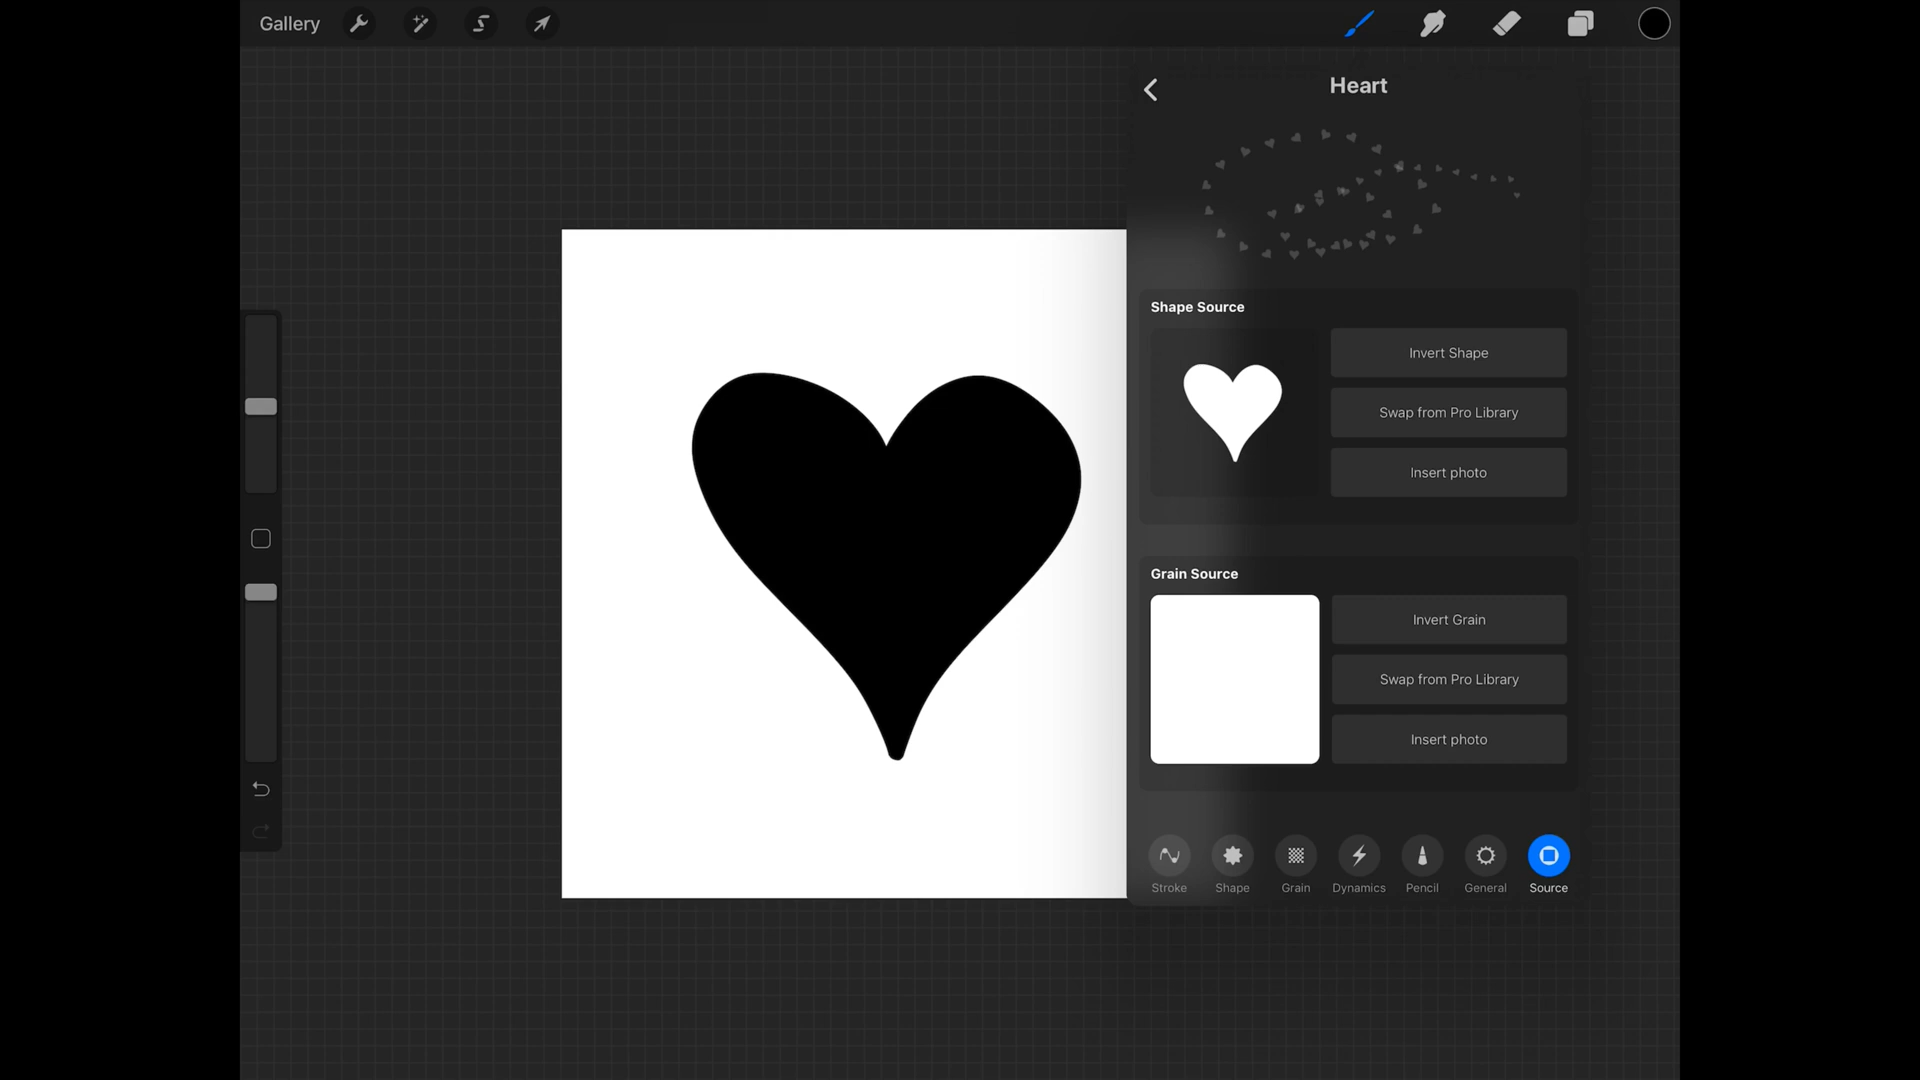 Gallery
Heart
Shape Source
Invert Shape
Swap from Pro Library
Insert photo
Grain Source
Invert Grain
Swap from Pro Library
Insert photo
Stroke
Shape
Grain
Dynamics
Pencil
General
Source